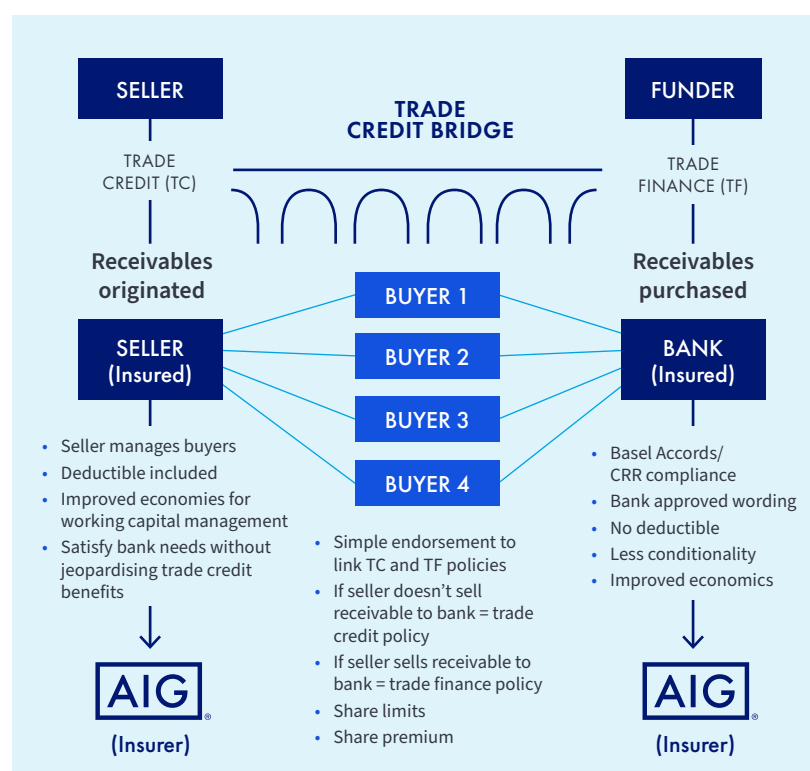 SELLER
TRADE
CREDIT (TC)
Receivables
originated
SELLER
(Insured)
• Seller manages buyers
• Deductible included
• Improved economies for
working capital management
• Satisfy bank needs without
jeopardising trade credit
benefits
AIG®
(Insurer)
TRADE
CREDIT BRIDGE
BUYER 1
BUYER 2
BUYER 3
BUYER 4
• Simple endorsement to
link TC and TF policies
• If seller doesn’t sell
receivable to bank = trade
credit policy
• If seller sells receivable to
bank = trade finance policy
• Share limits
• Share premium
FUNDER
TRADE
FINANCE (TF)
Receivables
purchased
BANK
(Insured)
• Basel Accords/
CRR compliance
• Bank approved wording
• No deductible
• Less conditionality
• Improved economics
AIG®
(Insurer)